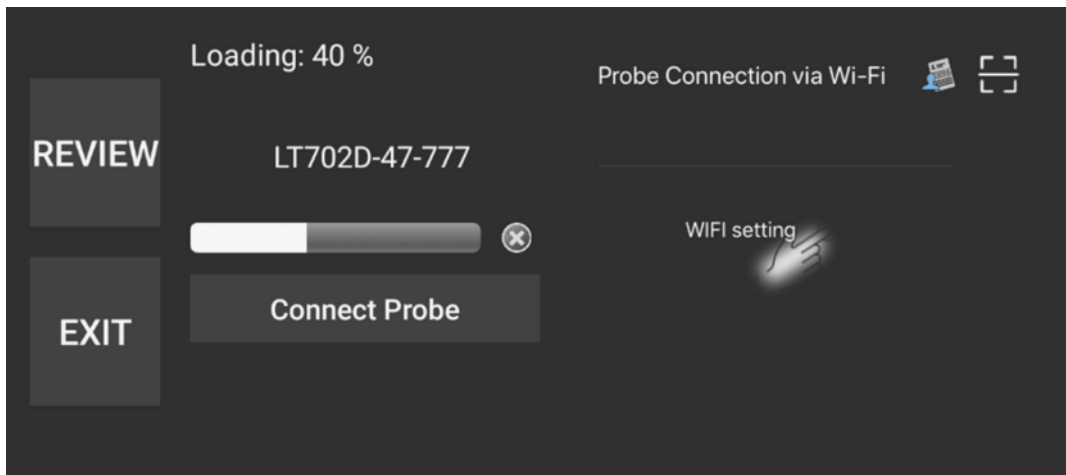 Loading: 40 %
Probe Connection via Wi-Fi
REVIEW
LT702D-47-777
WIFI setting
Connect Probe
EXIT